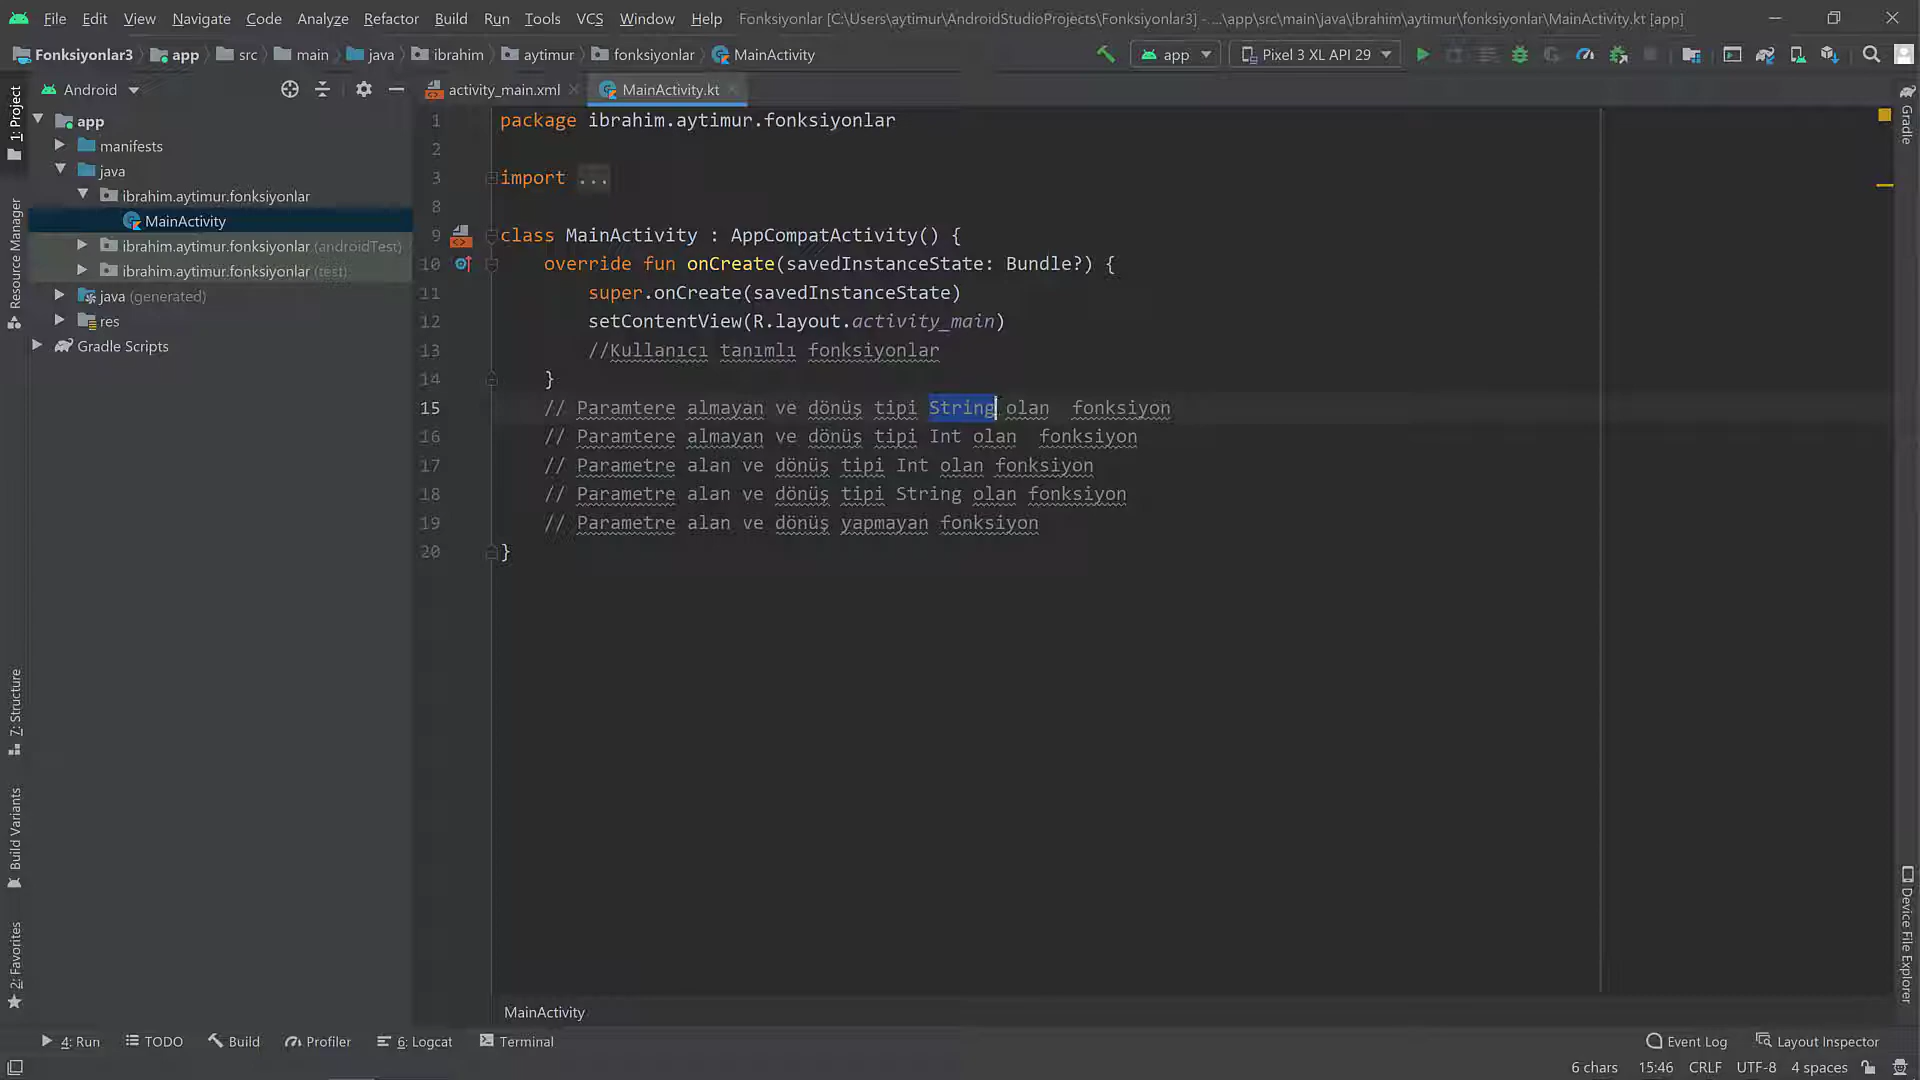 File Edit View Navigate Code Analyze Refactor Build Run Tools VCS Window Help Fonksiyonlar [C:\Users\aytimur\AndroidStudioProjects\Fonksiyonlar3] - ...\app\src\main\java\ibrahim\aytimur\fonksiyonlar\MainActivity.kt [app]
Fonksiyonlar3 app src main java ibrahim aytimur fonksiyonlar MainActivity app Pixel 3 XL API 29
Android activity_main.xml MainActivity.kt
1: Project
Resource Manager
7: Structure
Build Variants
2: Favorites
app
manifests
java
ibrahim.aytimur.fonksiyonlar
MainActivity
ibrahim.aytimur.fonksiyonlar (androidTest)
ibrahim.aytimur.fonksiyonlar (test)
java (generated)
res
Gradle Scripts
1 package ibrahim.aytimur.fonksiyonlar
2
3 import ...
8
9 class MainActivity : AppCompatActivity() {
10 override fun onCreate(savedInstanceState: Bundle?) {
11 super.onCreate(savedInstanceState)
12 setContentView(R.layout.activity_main)
13 //Kullanıcı tanımlı fonksiyonlar
14 }
15 // Paramtere almayan ve dönüş tipi String olan fonksiyon
16 // Paramtere almayan ve dönüş tipi Int olan fonksiyon
17 // Parametre alan ve dönüş tipi Int olan fonksiyon
18 // Parametre alan ve dönüş tipi String olan fonksiyon
19 // Parametre alan ve dönüş yapmayan fonksiyon
20 }
Gradle
Device File Explorer
MainActivity
4: Run TODO Build Profiler 6: Logcat Terminal Event Log Layout Inspector
6 chars 15:46 CRLF UTF-8 4 spaces